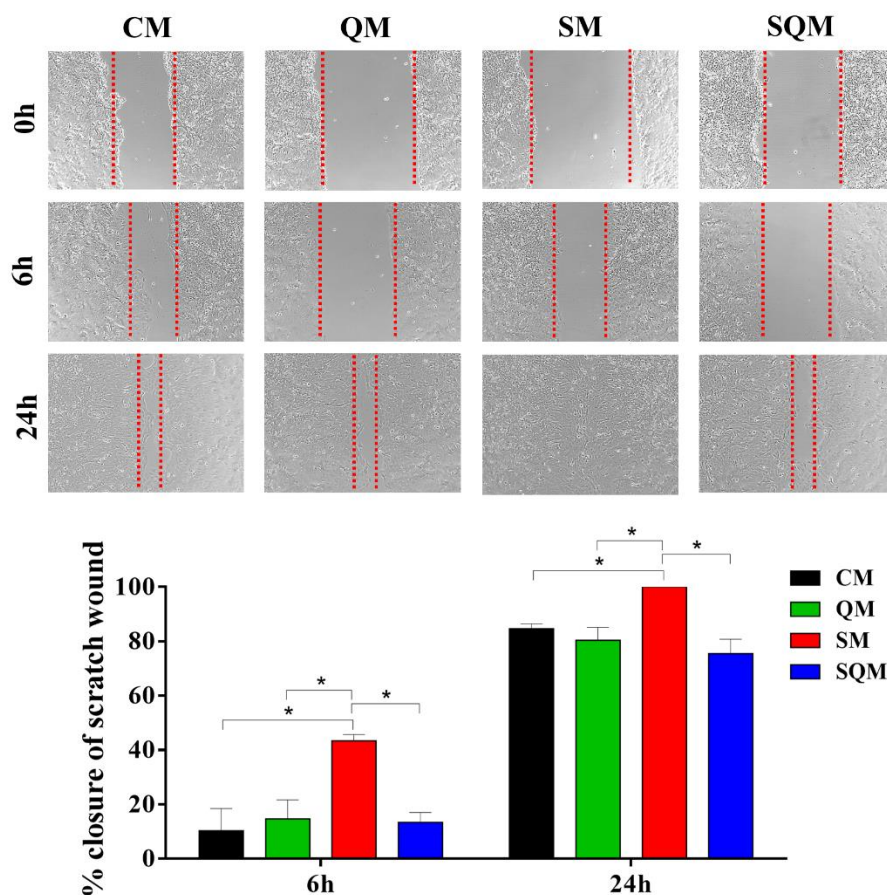 CM QM SM SQM
0h
6h
24h
% closure of scratch wound
100
80
60
40
20
0
* * *
* * *
6h 24h
CM
QM
SM
SQM